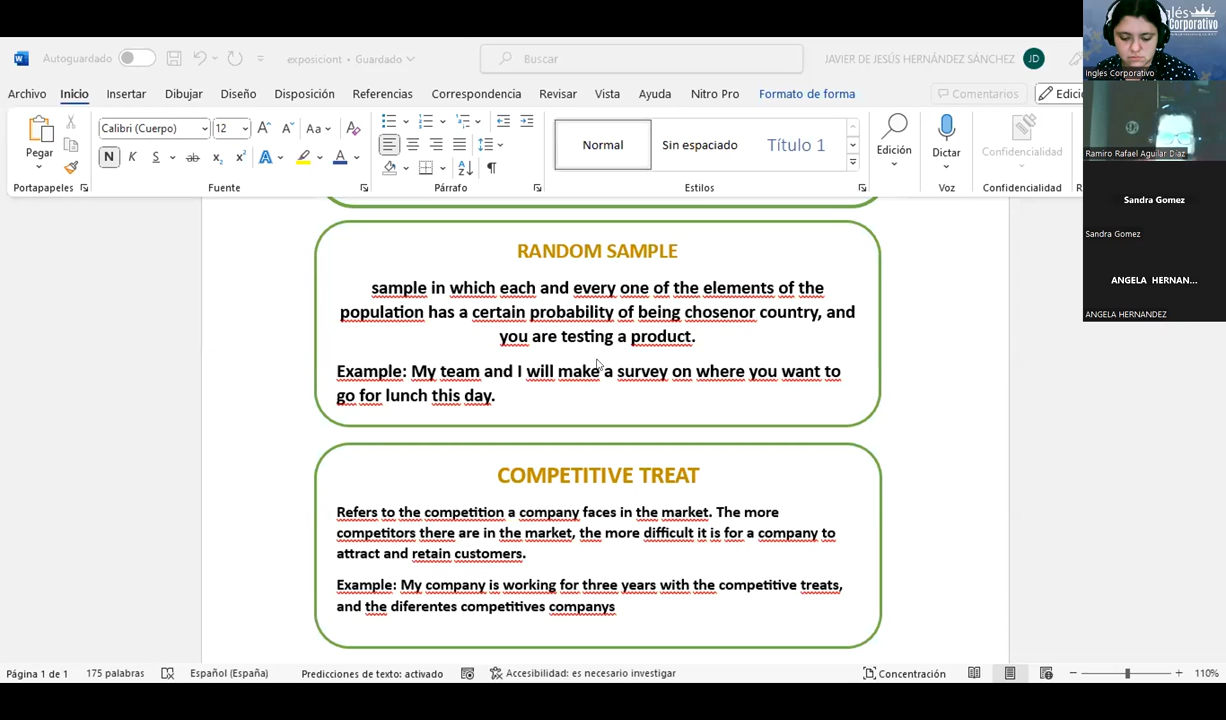 Autoguardado
exposiciont • Guardado
Buscar
JAVIER DE JESÚS HERNÁNDEZ SÁNCHEZ
JD
Archivo Inicio Insertar Dibujar Diseño Disposición Referencias Correspondencia Revisar Vista Ayuda Nitro Pro Formato de forma
Comentarios
Edició
Pegar
Calibri (Cuerpo) 12
Normal
Sin espaciado
Título 1
Edición
Dictar
Confidencialidad
Portapapeles
Fuente
Párrafo
Estilos
Voz
Confidencialidad
RANDOM SAMPLE
sample in which each and every one of the elements of the
population has a certain probability of being chosenor country, and
you are testing a product.
Example: My team and I will make a survey on where you want to
go for lunch this day.
COMPETITIVE TREAT
Refers to the competition a company faces in the market. The more
competitors there are in the market, the more difficult it is for a company to
attract and retain customers.
Example: My company is working for three years with the competitive treats,
and the diferentes competitives companys
Página 1 de 1
175 palabras
Español (España)
Predicciones de texto: activado
Accesibilidad: es necesario investigar
Concentración
110%
glés
Corporativo
Ingles Corporativo
Ramiro Rafael Aguilar Díaz
Sandra Gomez
Sandra Gomez
ANGELA HERNAN...
ANGELA HERNANDEZ